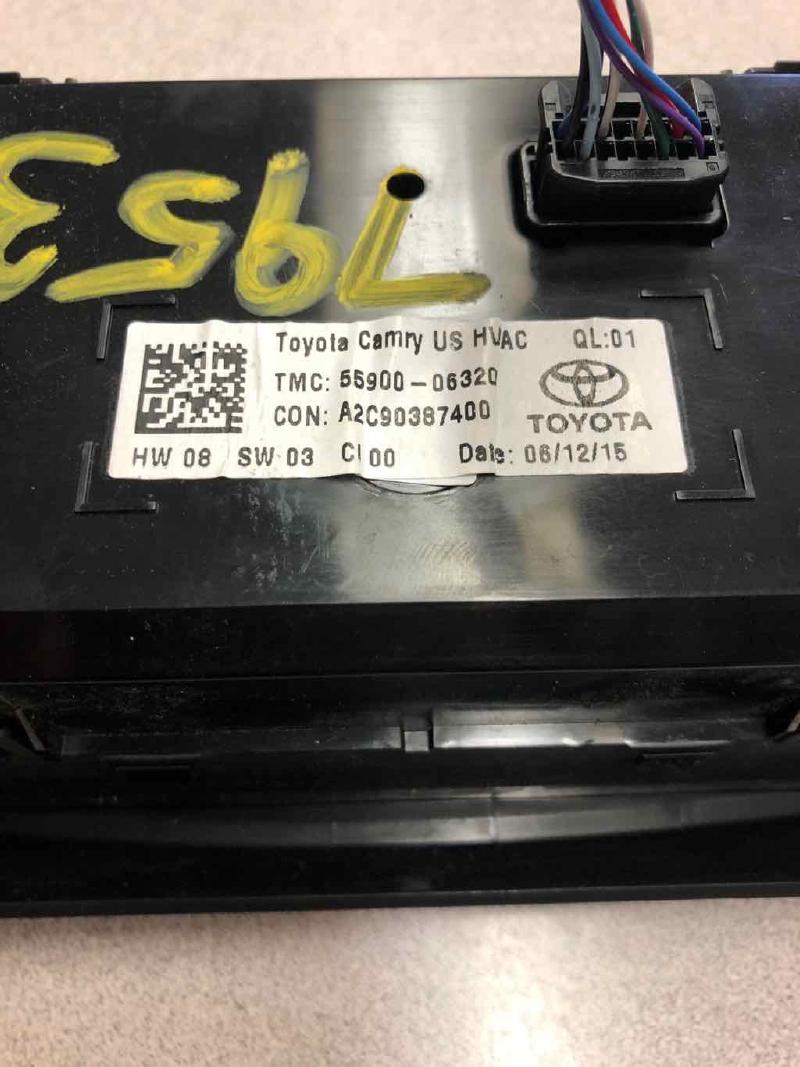 795
Toyota Camry US HVAC QL:01
TMC: 55900-06320
CON: A2C90387400
TOYOTA
HW 08 SW 03 CI 00 Date: 06/12/15